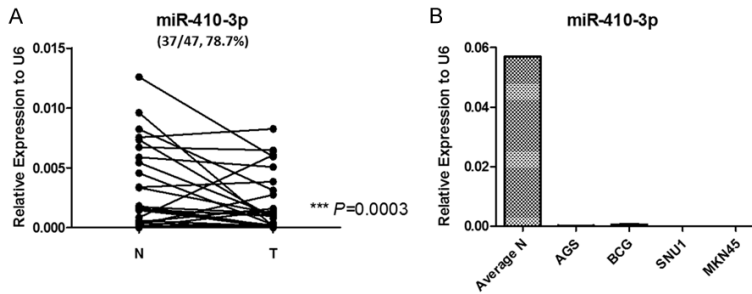 A
miR-410-3p
(37/47, 78.7%)
Relative Expression to U6
0.015
0.010
0.005
0.000
N
T
*** P=0.0003
B
miR-410-3p
Relative Expression to U6
0.06
0.04
0.02
0.00
Average N
AGS
BCG
SNU1
MKN45